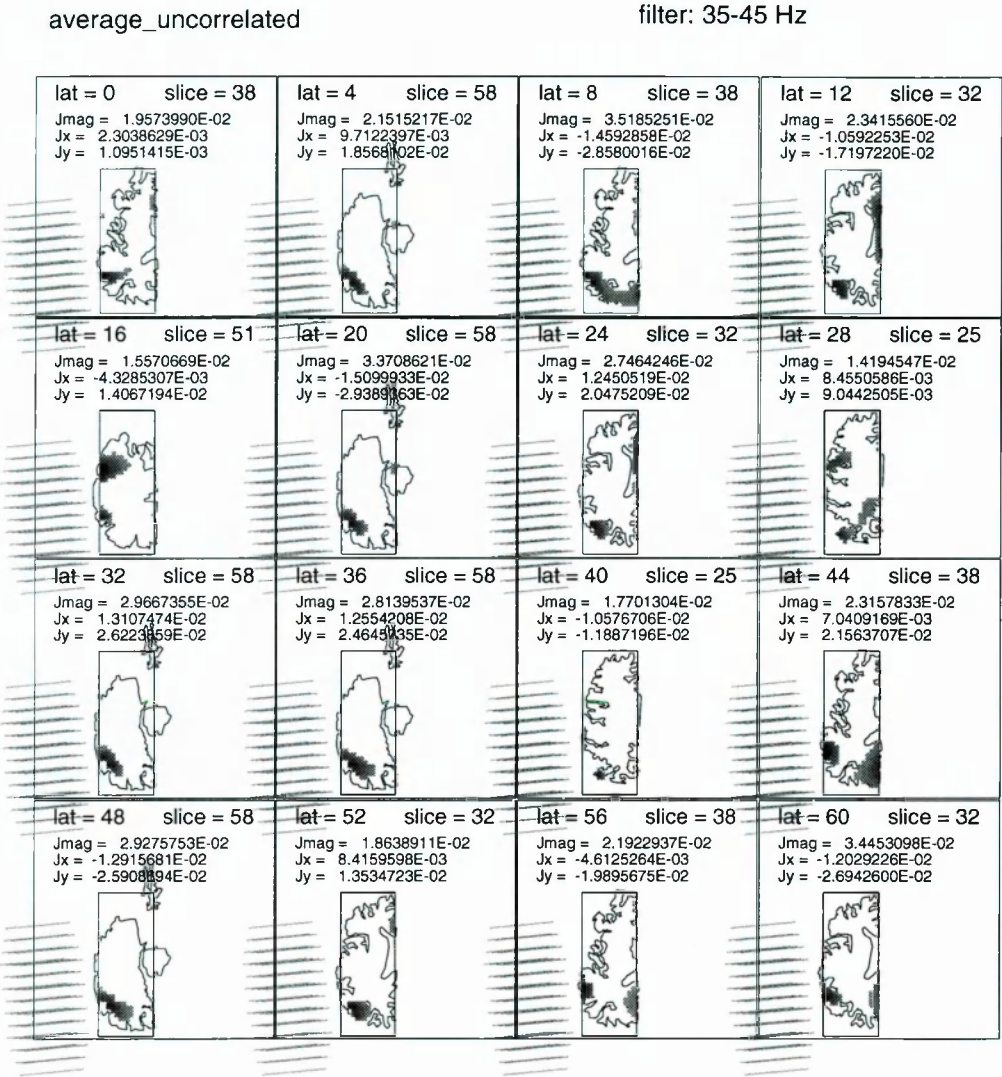 average_uncorrelated
filter: 35-45 Hz
lat = 0 slice = 38
Jmag = 1.9573990E-02
Jx = 2.3038629E-03
Jy = 1.0951415E-03
lat = 4 slice = 58
Jmag = 2.1515217E-02
Jx = 9.7122397E-03
Jy =
lat = 8 slice = 38
Jmag = 3.5185251E-02
Jx = -1.4592858E-02
Jy = -2.8580016E-02
lat = 12 slice = 32
Jmag = 2.3415560E-02
Jx = -1.0592253E-02
Jy = -1.7197220E-02
lat = 16 slice = 51
Jmag = 1.5570669E-02
Jx = -4.3285307E-03
Jy = 1.4067194E-02
lat = 20 slice = 58
Jmag = 3.3708621E-02
Jx = -1.5099933E-02
Jy =
lat = 24 slice = 32
Jmag = 2.7464246E-02
Jx = 1.2450519E-02
Jy = 2.0475209E-02
lat = 28 slice = 25
Jmag = 1.4194547E-02
Jx = 8.4550586E-03
Jy = 9.0442505E-03
lat = 32 slice = 58
Jmag = 2.9667355E-02
Jx = 1.3107474E-02
Jy =
lat = 36 slice = 58
Jmag = 2.8139537E-02
Jx = 1.2554208E-02
Jy =
lat = 40 slice = 25
Jmag = 1.7701304E-02
Jx = -1.0576706E-02
Jy = -1.1887196E-02
lat = 44 slice = 38
Jmag = 2.3157833E-02
Jx = 7.0409169E-03
Jy = 2.1563707E-02
lat = 48 slice = 58
Jmag = 2.9275753E-02
Jx = -1.2915681E-02
Jy =
lat = 52 slice = 32
Jmag = 1.8638911E-02
Jx = 8.4159598E-03
Jy = 1.3534723E-02
lat = 56 slice = 38
Jmag = 2.1922937E-02
Jx = -4.6125264E-03
Jy = -1.9895675E-02
lat = 60 slice = 32
Jmag = 3.4453098E-02
Jx = -1.2029226E-02
Jy = -2.6942600E-02